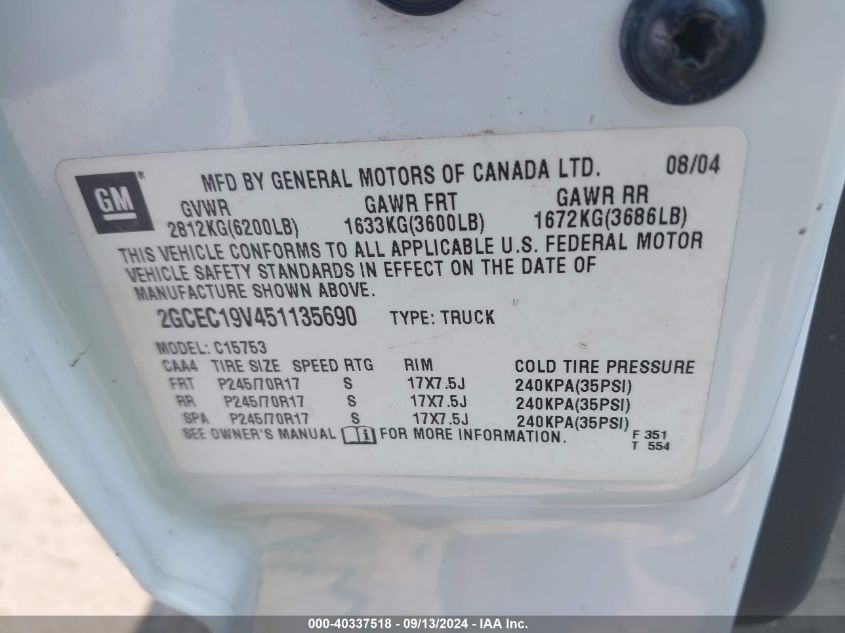 GM ® MFD BY GENERAL MOTORS OF CANADA LTD. 08/04
GVWR GAWR FRT GAWR RR
2812KG(6200LB) 1633KG(3600LB) 1672KG(3686LB)
THIS VEHICLE CONFORMS TO ALL APPLICABLE U.S. FEDERAL MOTOR
VEHICLE SAFETY STANDARDS IN EFFECT ON THE DATE OF
MANUFACTURE SHOWN ABOVE.
2GCEC19V451135690 TYPE: TRUCK
MODEL: C15753
CAA4 TIRE SIZE SPEED RTG RIM COLD TIRE PRESSURE
FRT P245/70R17 S 17X7.5J 240KPA(35PSI)
RR P245/70R17 S 17X7.5J 240KPA(35PSI)
SPA P245/70R17 S 17X7.5J 240KPA(35PSI)
SEE OWNER'S MANUAL i FOR MORE INFORMATION. F 351
T 554
000-40337518 - 09/13/2024 - IAA Inc.